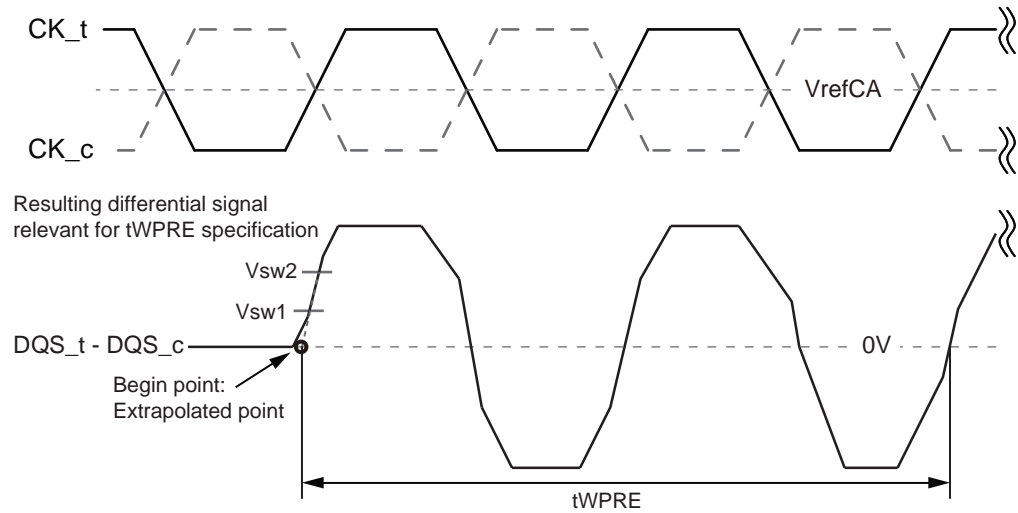 CK_t
VrefCA
CK_c
Resulting differential signal
relevant for tWPRE specification
Vsw2
Vsw1
DQS_t - DQS_c
0V
Begin point:
Extrapolated point
tWPRE